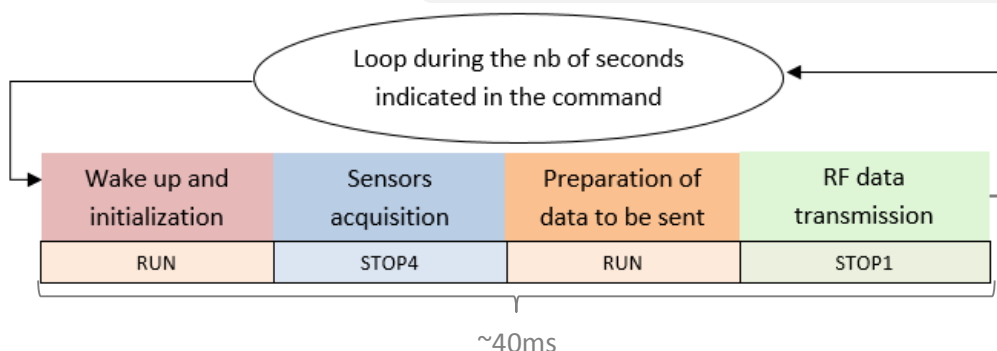 Loop during the nb of seconds
indicated in the command
Wake up and
initialization
Sensors
acquisition
Preparation of
data to be sent
RF data
transmission
RUN
STOP4
RUN
STOP1
~40ms